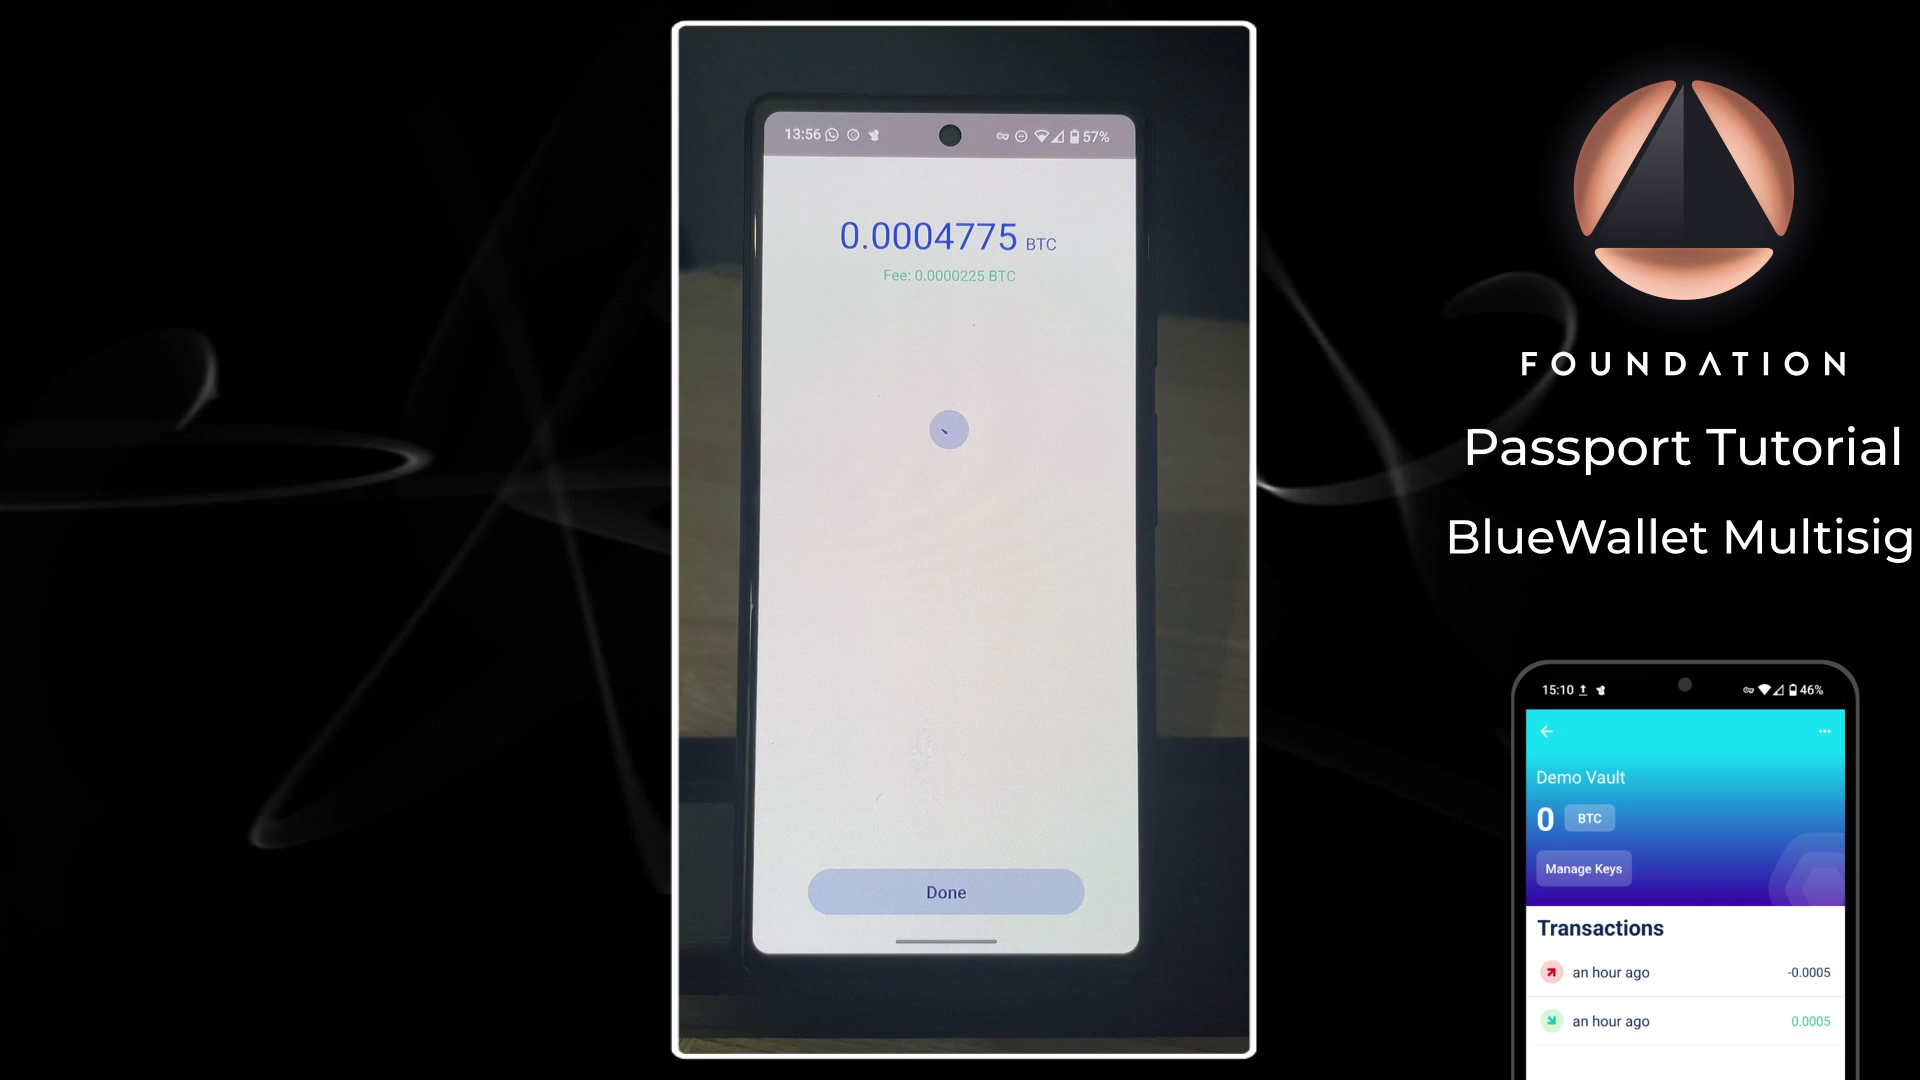 13:56
57%
0.0004775 BTC
Fee: 0.0000225 BTC
Done
FOUNDATION
Passport Tutorial
BlueWallet Multisig
15:10
46%
Demo Vault
0 BTC
Manage Keys
Transactions
an hour ago -0.0005
an hour ago 0.0005